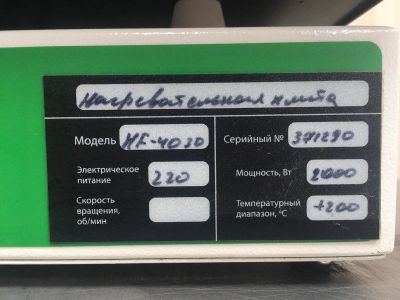 Нагревательная плита
Модель НР-4030 Серийный № 371290
Электрическое питание 220 Мощность, Вт 2000
Скорость вращения, об/мин Температурный диапазон, °С +200